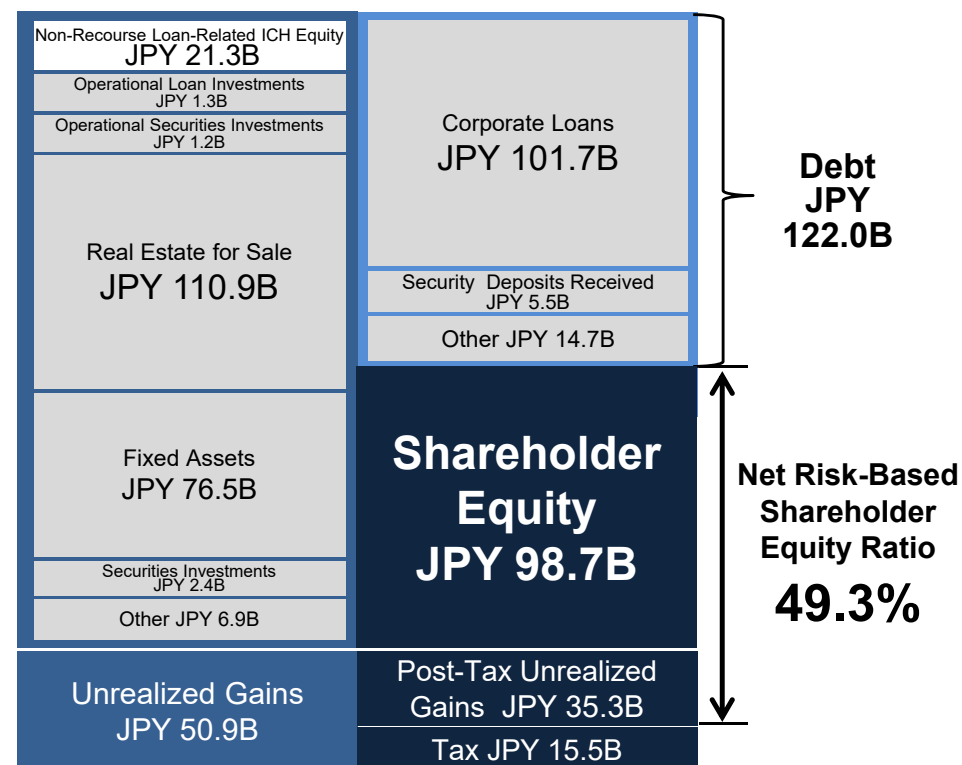 Non-Recourse Loan-Related ICH Equity
JPY 21.3B
Operational Loan Investments
JPY 1.3B
Operational Securities Investments
JPY 1.2B
Real Estate for Sale
JPY 110.9B
Fixed Assets
JPY 76.5B
Securities Investments
JPY 2.4B
Other JPY 6.9B
Unrealized Gains
JPY 50.9B
Corporate Loans
JPY 101.7B
Security Deposits Received
JPY 5.5B
Other JPY 14.7B
Shareholder
Equity
JPY 98.7B
Post-Tax Unrealized
Gains JPY 35.3B
Tax JPY 15.5B
Debt
JPY
122.0B
Net Risk-Based
Shareholder
Equity Ratio
49.3%